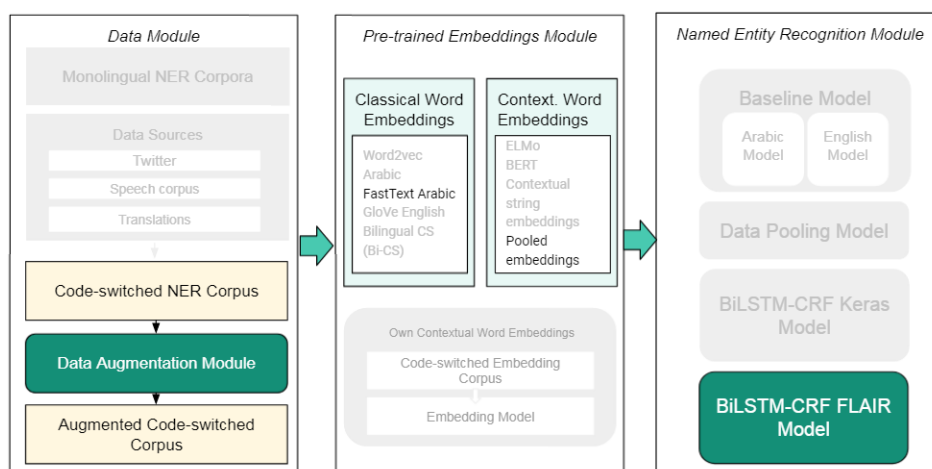 Data Module
Monolingual NER Corpora
Data Sources
Twitter
Speech corpus
Translations
Code-switched NER Corpus
Data Augmentation Module
Augmented Code-switched
Corpus
Pre-trained Embeddings Module
Classical Word
Embeddings
Word2vec
Arabic
FastText Arabic
GloVe English
Bilingual CS
(Bi-CS)
Context. Word
Embeddings
ELMo
BERT
Contextual
string
embeddings
Pooled
embeddings
Own Contextual Word Embeddings
Code-switched Embedding
Corpus
Embedding Model
Named Entity Recognition Module
Baseline Model
Arabic
Model
English
Model
Data Pooling Model
BiLSTM-CRF Keras
Model
BiLSTM-CRF FLAIR
Model